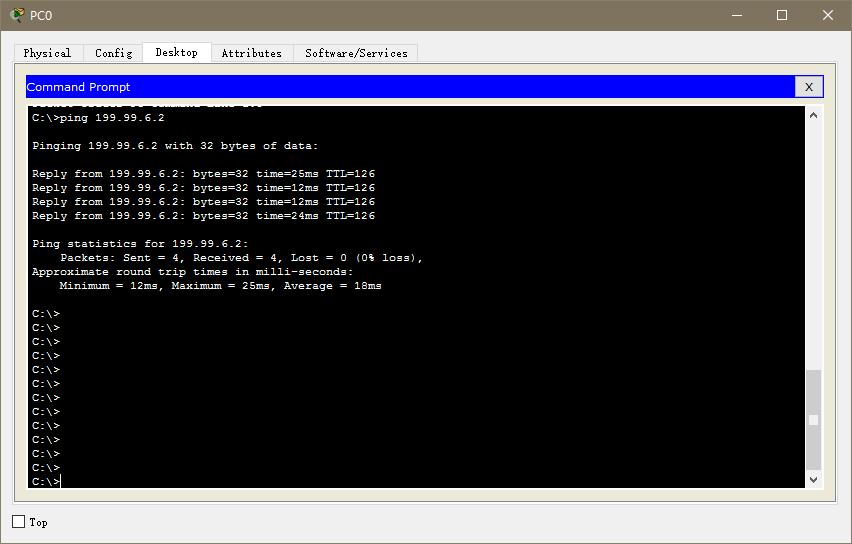 PC0
Physical Config Desktop Attributes Software/Services
Command Prompt X
C:\>ping 199.99.6.2
Pinging 199.99.6.2 with 32 bytes of data:
Reply from 199.99.6.2: bytes=32 time=25ms TTL=126
Reply from 199.99.6.2: bytes=32 time=12ms TTL=126
Reply from 199.99.6.2: bytes=32 time=12ms TTL=126
Reply from 199.99.6.2: bytes=32 time=24ms TTL=126
Ping statistics for 199.99.6.2:
Packets: Sent = 4, Received = 4, Lost = 0 (0% loss),
Approximate round trip times in milli-seconds:
Minimum = 12ms, Maximum = 25ms, Average = 18ms
C:\>
C:\>
C:\>
C:\>
C:\>
C:\>
C:\>
C:\>
C:\>
C:\>
C:\>
C:\>
C:\>
Top